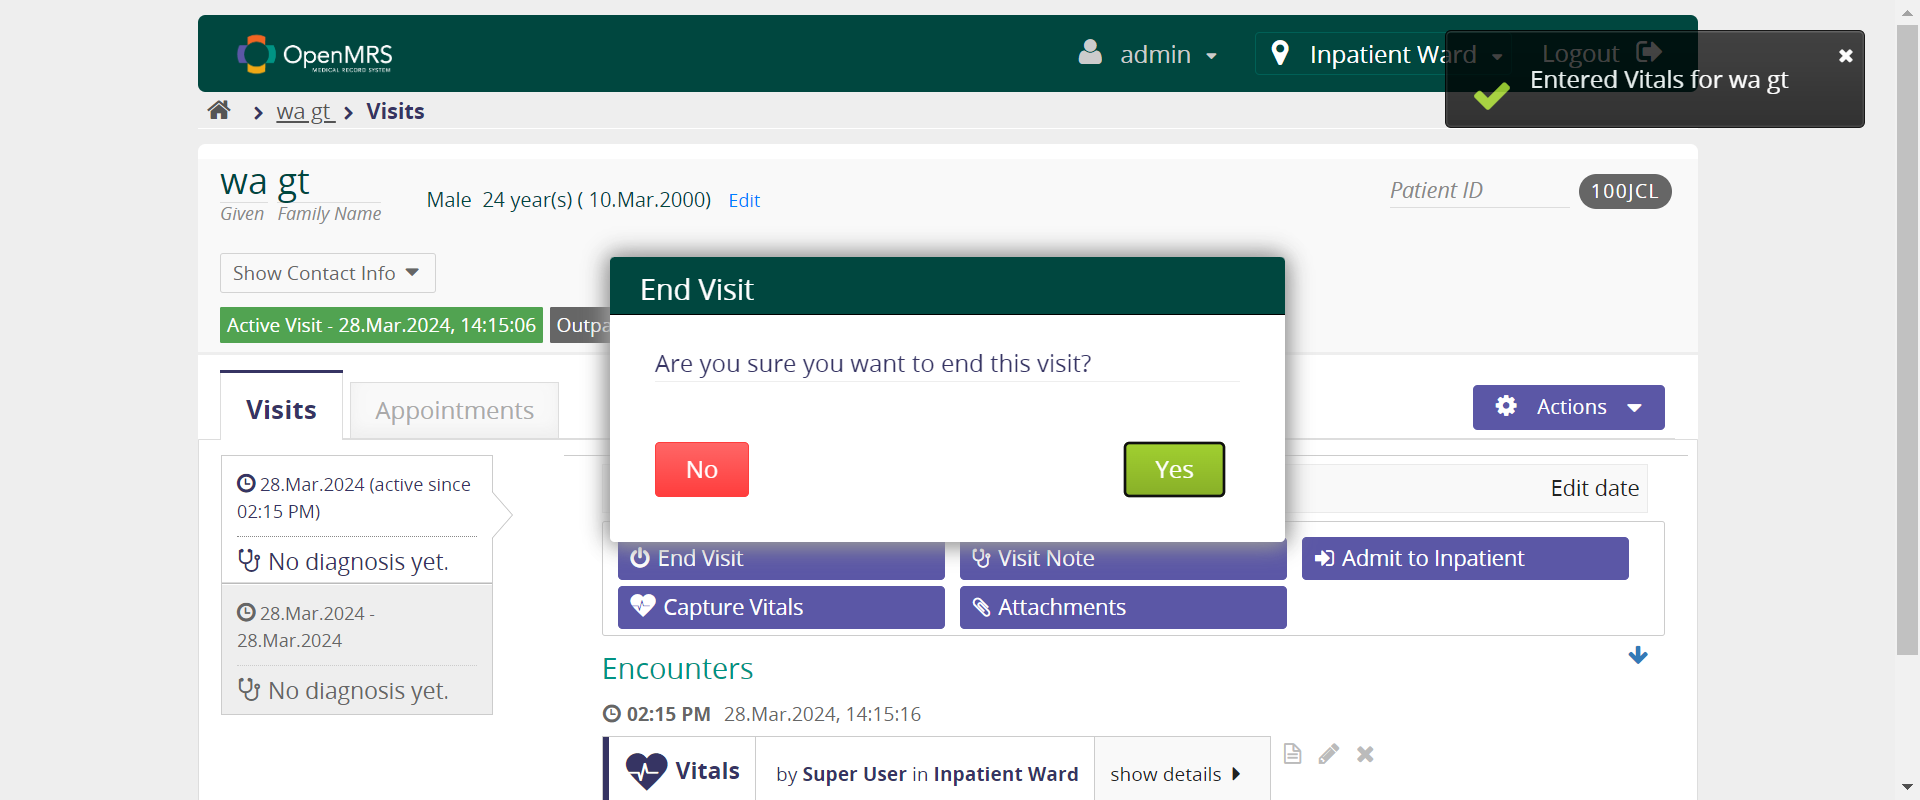 OpenMRS
MEDICAL RECORD SYSTEM
admin
Inpatient Ward
Logout
Entered Vitals for wa gt
wa gt
Visits
wa gt
Given Family Name
Male 24 year(s) ( 10.Mar.2000) Edit
Patient ID
100JCL
Show Contact Info
Active Visit - 28.Mar.2024, 14:15:06
Outpa
End Visit
Are you sure you want to end this visit?
No
Yes
Visits
Appointments
Actions
28.Mar.2024 (active since
02:15 PM)
No diagnosis yet.
28.Mar.2024 -
28.Mar.2024
No diagnosis yet.
Edit date
End Visit
Visit Note
Admit to Inpatient
Capture Vitals
Attachments
Encounters
02:15 PM 28.Mar.2024, 14:15:16
Vitals
by Super User in Inpatient Ward
show details